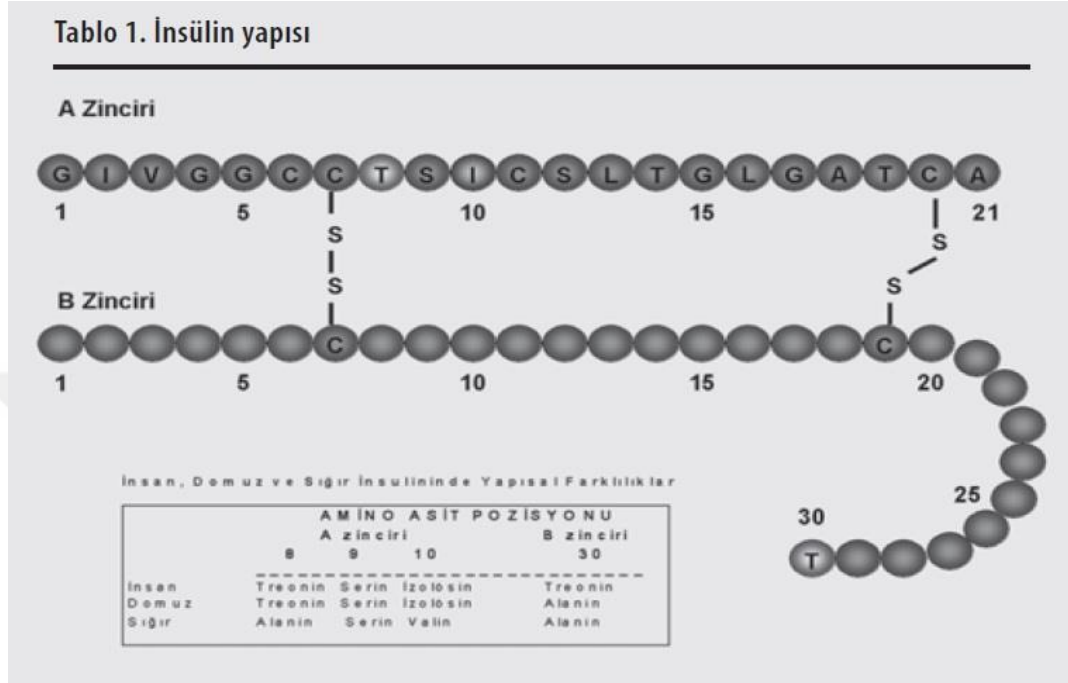 Tablo 1. İnsülin yapısı
A Zinciri
G I V G G C C T S I C S L T G L G A T C A
1 5 10 15 21
S S
S S
B Zinciri
C C
1 5 10 15 20
25
30
T
İnsan, Domuz ve Sığır İnsulininde Yapısal Farklılıklar
AMİNO ASİT POZİSYONU
A zinciri B zinciri
8 9 10 30
İnsan Treonin Serin İzolösin Treonin
Domuz Treonin Serin İzolösin Alanin
Sığır Alanin Serin Valin Alanin